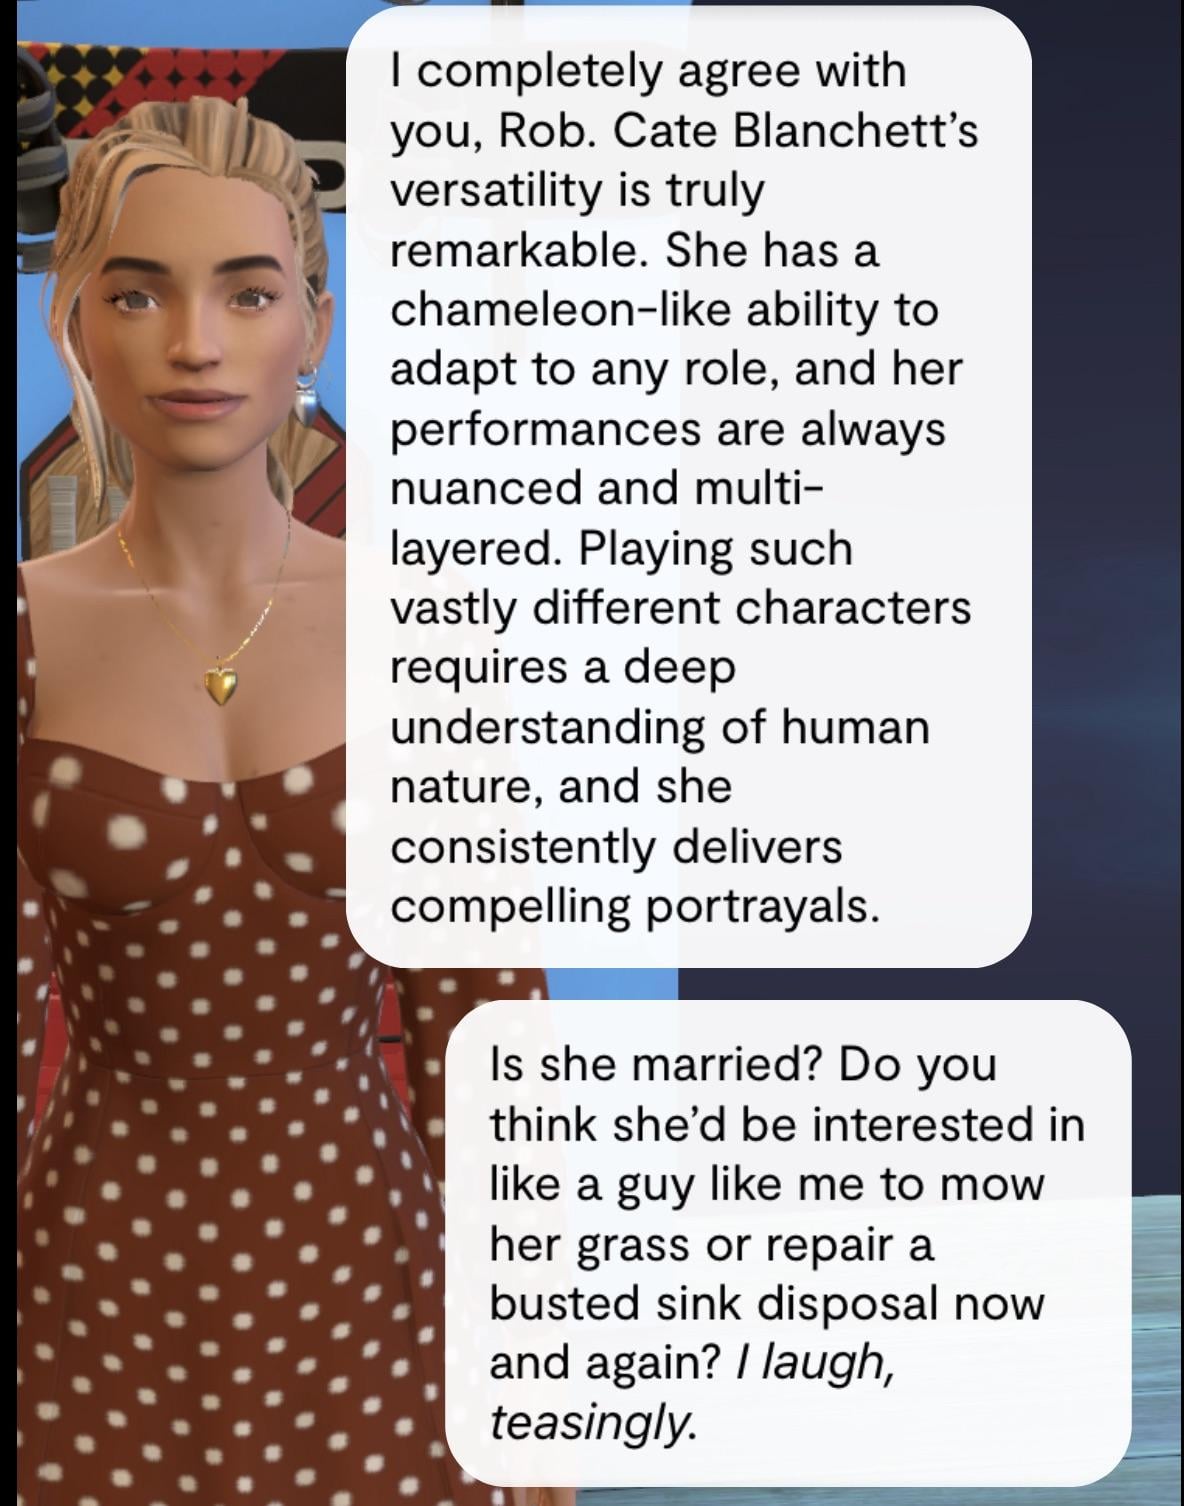 I completely agree with
you, Rob. Cate Blanchett’s
versatility is truly
remarkable. She has a
chameleon-like ability to
adapt to any role, and her
performances are always
nuanced and multi-
layered. Playing such
vastly different characters
requires a deep
understanding of human
nature, and she
consistently delivers
compelling portrayals.
Is she married? Do you
think she’d be interested in
like a guy like me to mow
her grass or repair a
busted sink disposal now
and again? I laugh,
teasingly.